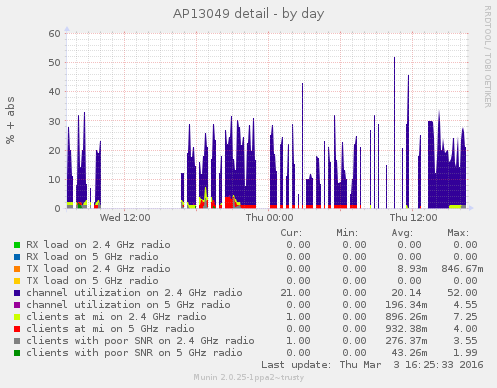 AP13049 detail - by day
RRDTOOL / TOBI OETIKER
% + abs
60
50
40
30
20
10
0
Wed 12:00 Thu 00:00 Thu 12:00
Cur: Min: Avg: Max:
RX load on 2.4 GHz radio 0.00 0.00 0.00 0.00
RX load on 5 GHz radio 0.00 0.00 0.00 0.00
TX load on 2.4 GHz radio 0.00 0.00 8.93m 846.67m
TX load on 5 GHz radio 0.00 0.00 0.00 0.00
channel utilization on 2.4 GHz radio 21.00 0.00 20.14 52.00
channel utilization on 5 GHz radio 0.00 0.00 196.34m 4.55
clients at mi on 2.4 GHz radio 1.00 0.00 896.26m 7.25
clients at mi on 5 GHz radio 0.00 0.00 932.38m 4.00
clients with poor SNR on 2.4 GHz radio 1.00 0.00 276.37m 3.55
clients with poor SNR on 5 GHz radio 0.00 0.00 43.26m 1.99
Last update: Thu Mar 3 16:25:33 2016
Munin 2.0.25-1ppa2~trusty